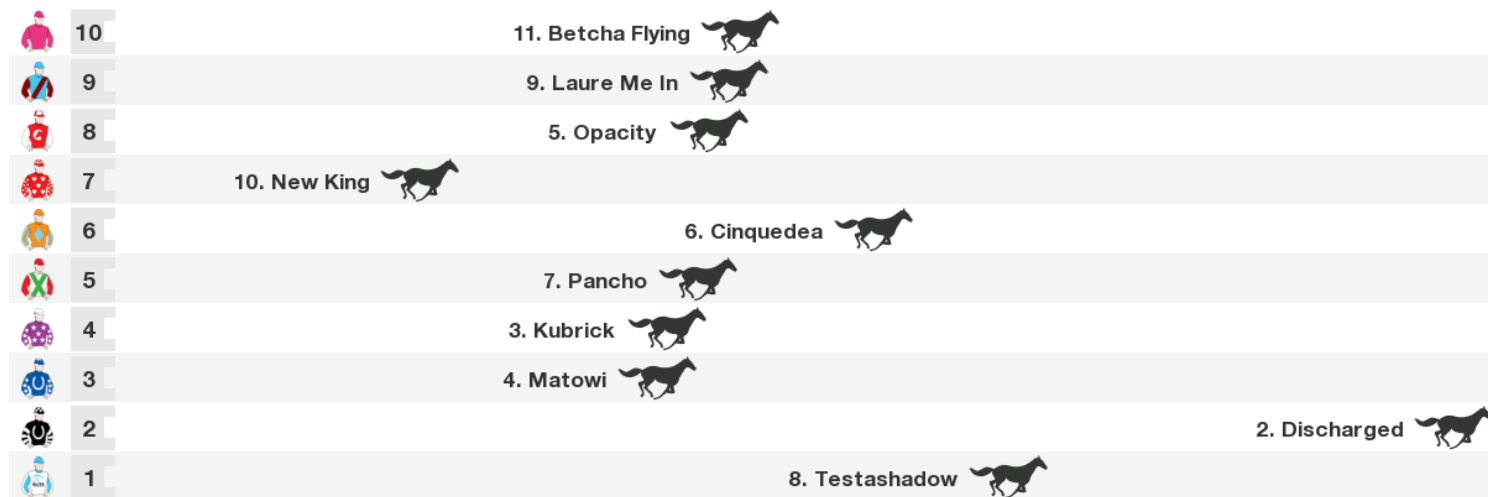 10 11. Betcha Flying
9 9. Laure Me In
8 5. Opacity
7 10. New King
6 6. Cinquedea
5 7. Pancho
4 3. Kubrick
3 4. Matowi
2 2. Discharged
1 8. Testashadow